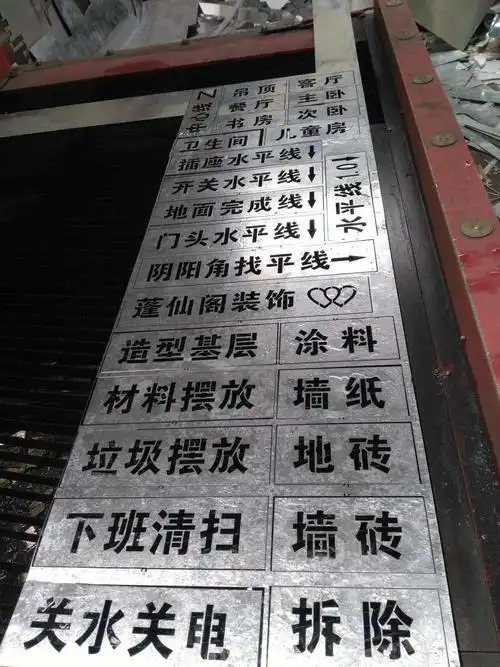 中心线 Z
吊顶 客厅
餐厅 主卧
书房 次卧
卫生间 儿童房
插座水平线↓
开关水平线↓
水平线1.0↑
地面完成线↓
门头水平线↓
阴阳角找平线→
蓬仙阁装饰
造型基层 涂料
材料摆放 墙纸
垃圾摆放 地砖
下班清扫 墙砖
关水关电 拆除